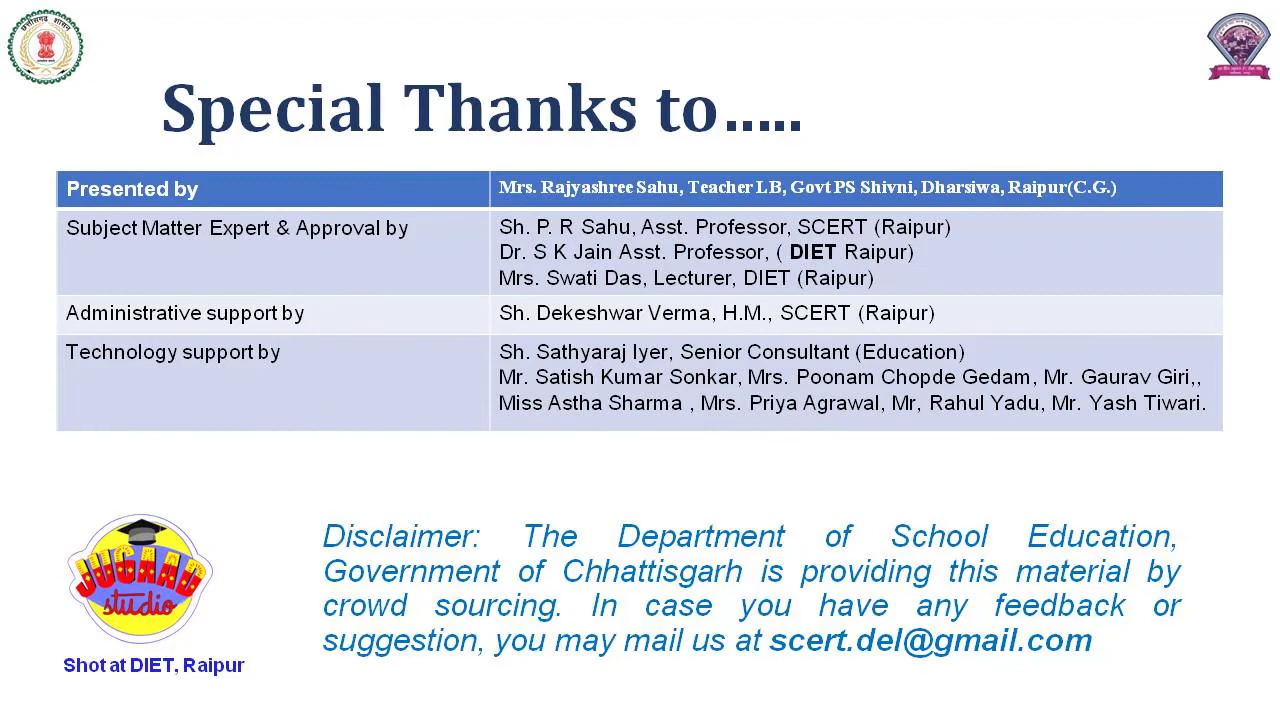 छत्तीसगढ़ शासन
Special Thanks to.....
Presented by
Mrs. Rajyashree Sahu, Teacher LB, Govt PS Shivni, Dharsiwa, Raipur(C.G.)
Subject Matter Expert & Approval by
Sh. P. R Sahu, Asst. Professor, SCERT (Raipur)
Dr. S K Jain Asst. Professor, ( DIET Raipur)
Mrs. Swati Das, Lecturer, DIET (Raipur)
Administrative support by
Sh. Dekeshwar Verma, H.M., SCERT (Raipur)
Technology support by
Sh. Sathyaraj Iyer, Senior Consultant (Education)
Mr. Satish Kumar Sonkar, Mrs. Poonam Chopde Gedam, Mr. Gaurav Giri,,
Miss Astha Sharma , Mrs. Priya Agrawal, Mr, Rahul Yadu, Mr. Yash Tiwari.
JUGAAD
studio
Shot at DIET, Raipur
Disclaimer: The Department of School Education,
Government of Chhattisgarh is providing this material by
crowd sourcing. In case you have any feedback or
suggestion, you may mail us at scert.del@gmail.com